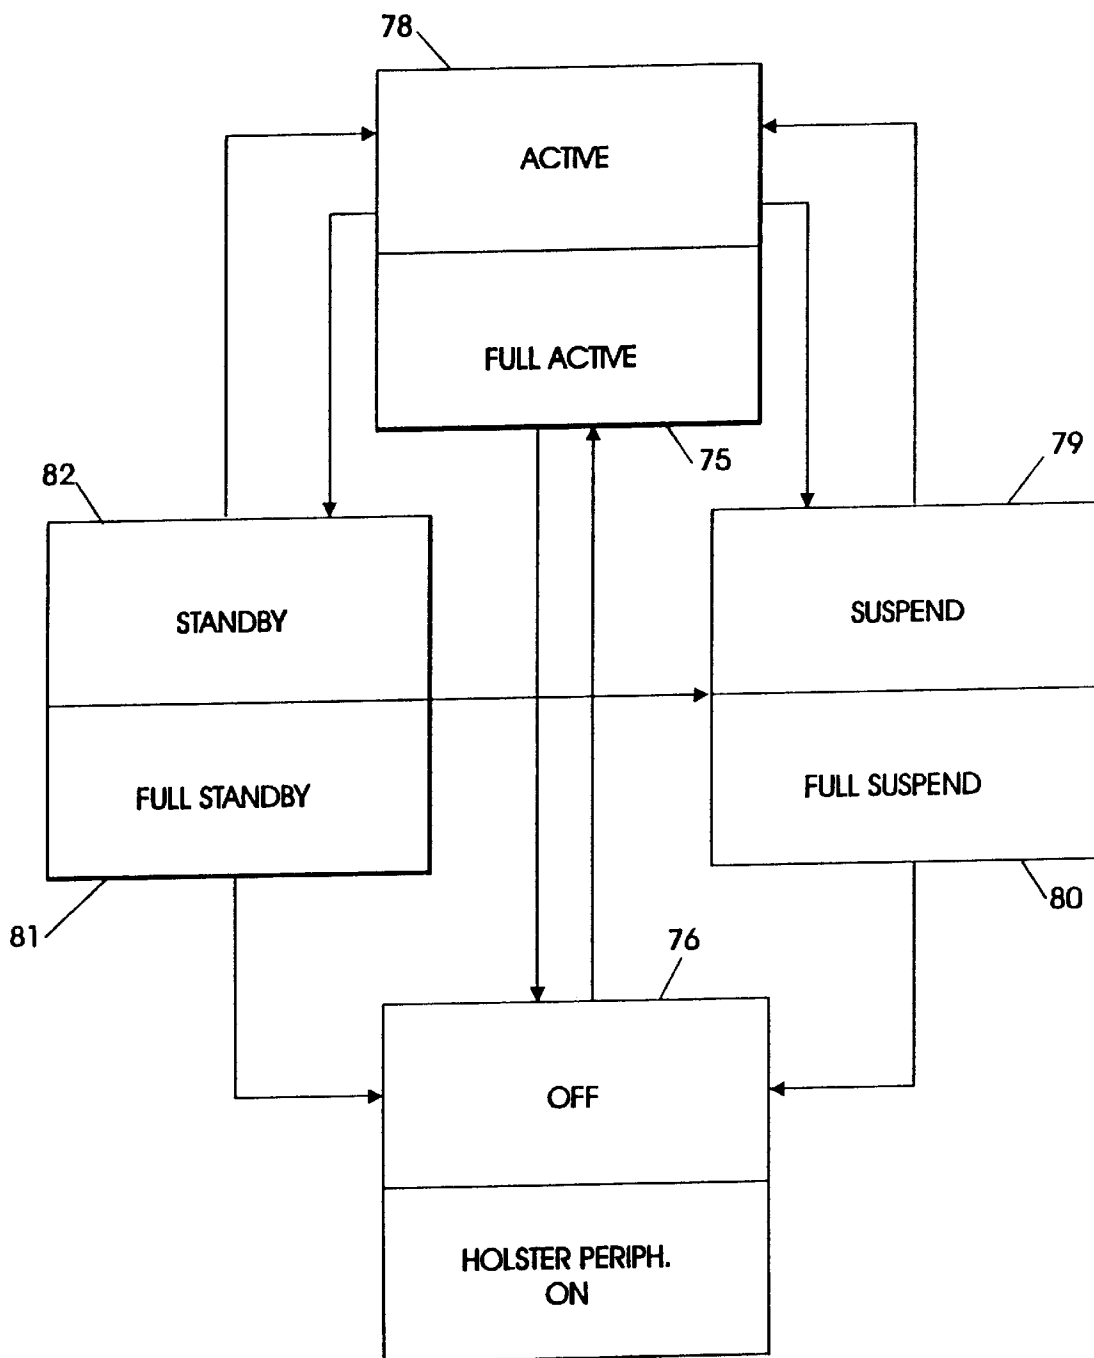 78
ACTIVE
FULL ACTIVE
75
79
82
STANDBY
SUSPEND
FULL STANDBY
FULL SUSPEND
81
80
76
OFF
HOLSTER PERIPH.
ON